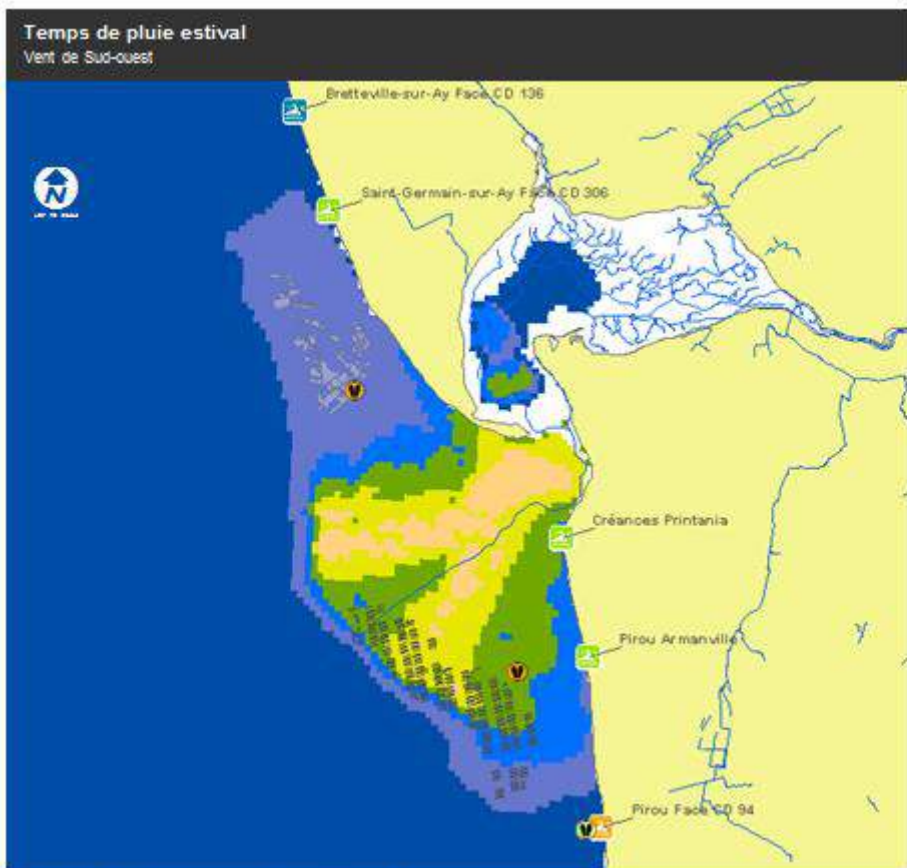 Temps de pluie estival
Vent de Sud-ouest
Bretteville-sur-Ay Face CD 136
Saint-Germain-sur-Ay Face CD 306
N
Créances Printania
Pirou Armanville
Pirou Face CD 94